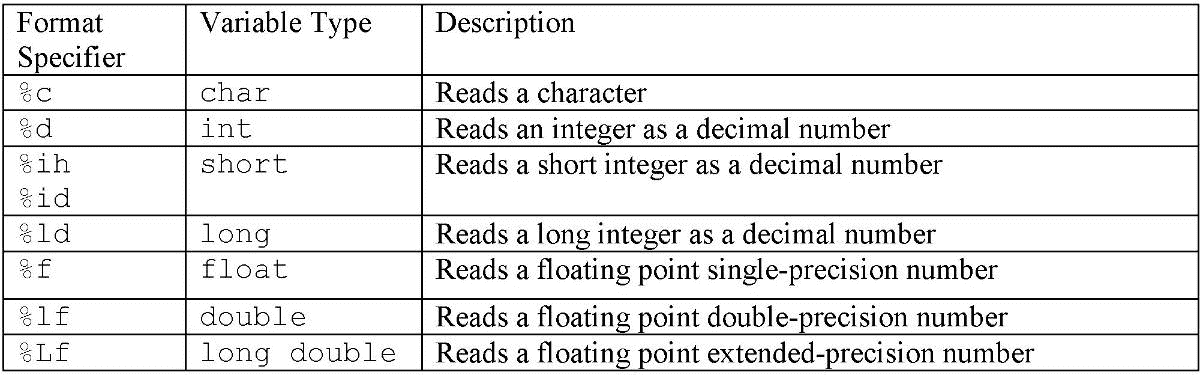 Format Specifier Variable Type Description
%c char Reads a character
%d int Reads an integer as a decimal number
%ih %id short Reads a short integer as a decimal number
%ld long Reads a long integer as a decimal number
%f float Reads a floating point single-precision number
%lf double Reads a floating point double-precision number
%Lf long double Reads a floating point extended-precision number